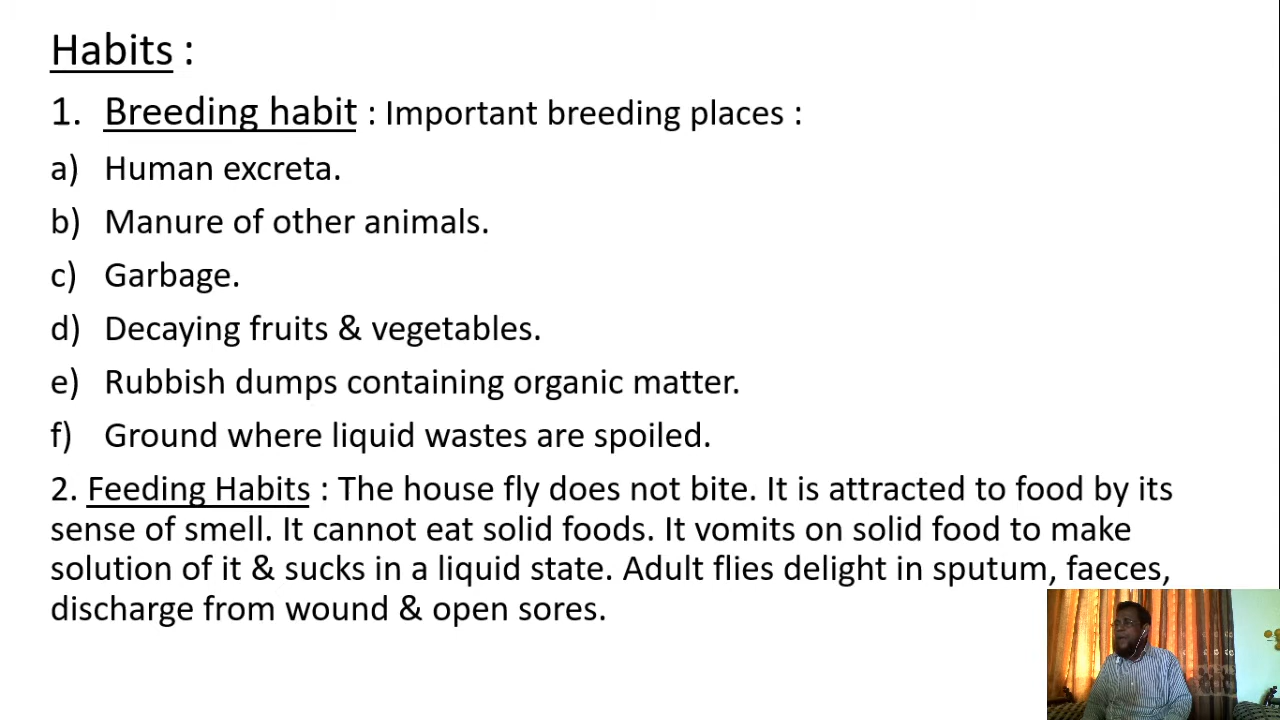 Habits :
1. Breeding habit : Important breeding places :
a) Human excreta.
b) Manure of other animals.
c) Garbage.
d) Decaying fruits & vegetables.
e) Rubbish dumps containing organic matter.
f) Ground where liquid wastes are spoiled.
2. Feeding Habits : The house fly does not bite. It is attracted to food by its
sense of smell. It cannot eat solid foods. It vomits on solid food to make
solution of it & sucks in a liquid state. Adult flies delight in sputum, faeces,
discharge from wound & open sores.